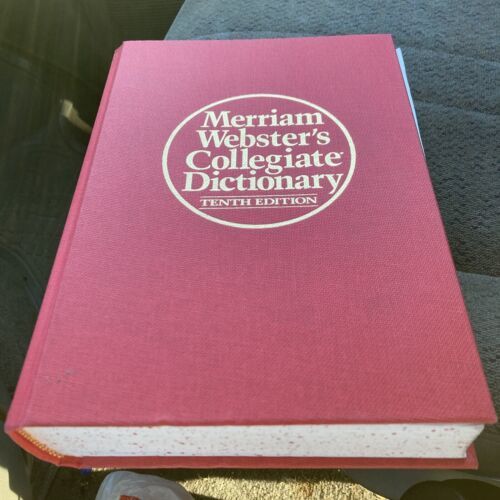 Merriam
Webster's
Collegiate®
Dictionary
TENTH EDITION